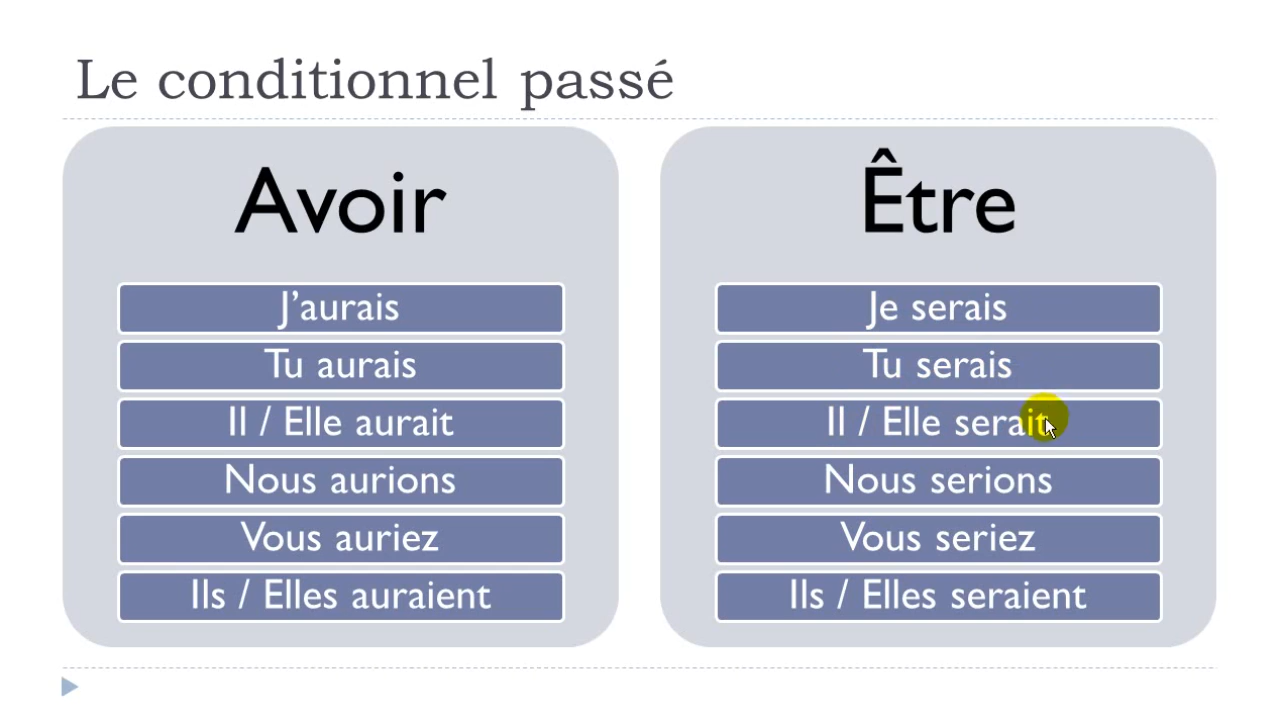 Le conditionnel passé
Avoir
J’aurais
Tu aurais
Il / Elle aurait
Nous aurions
Vous auriez
Ils / Elles auraient
Être
Je serais
Tu serais
Il / Elle serait
Nous serions
Vous seriez
Ils / Elles seraient